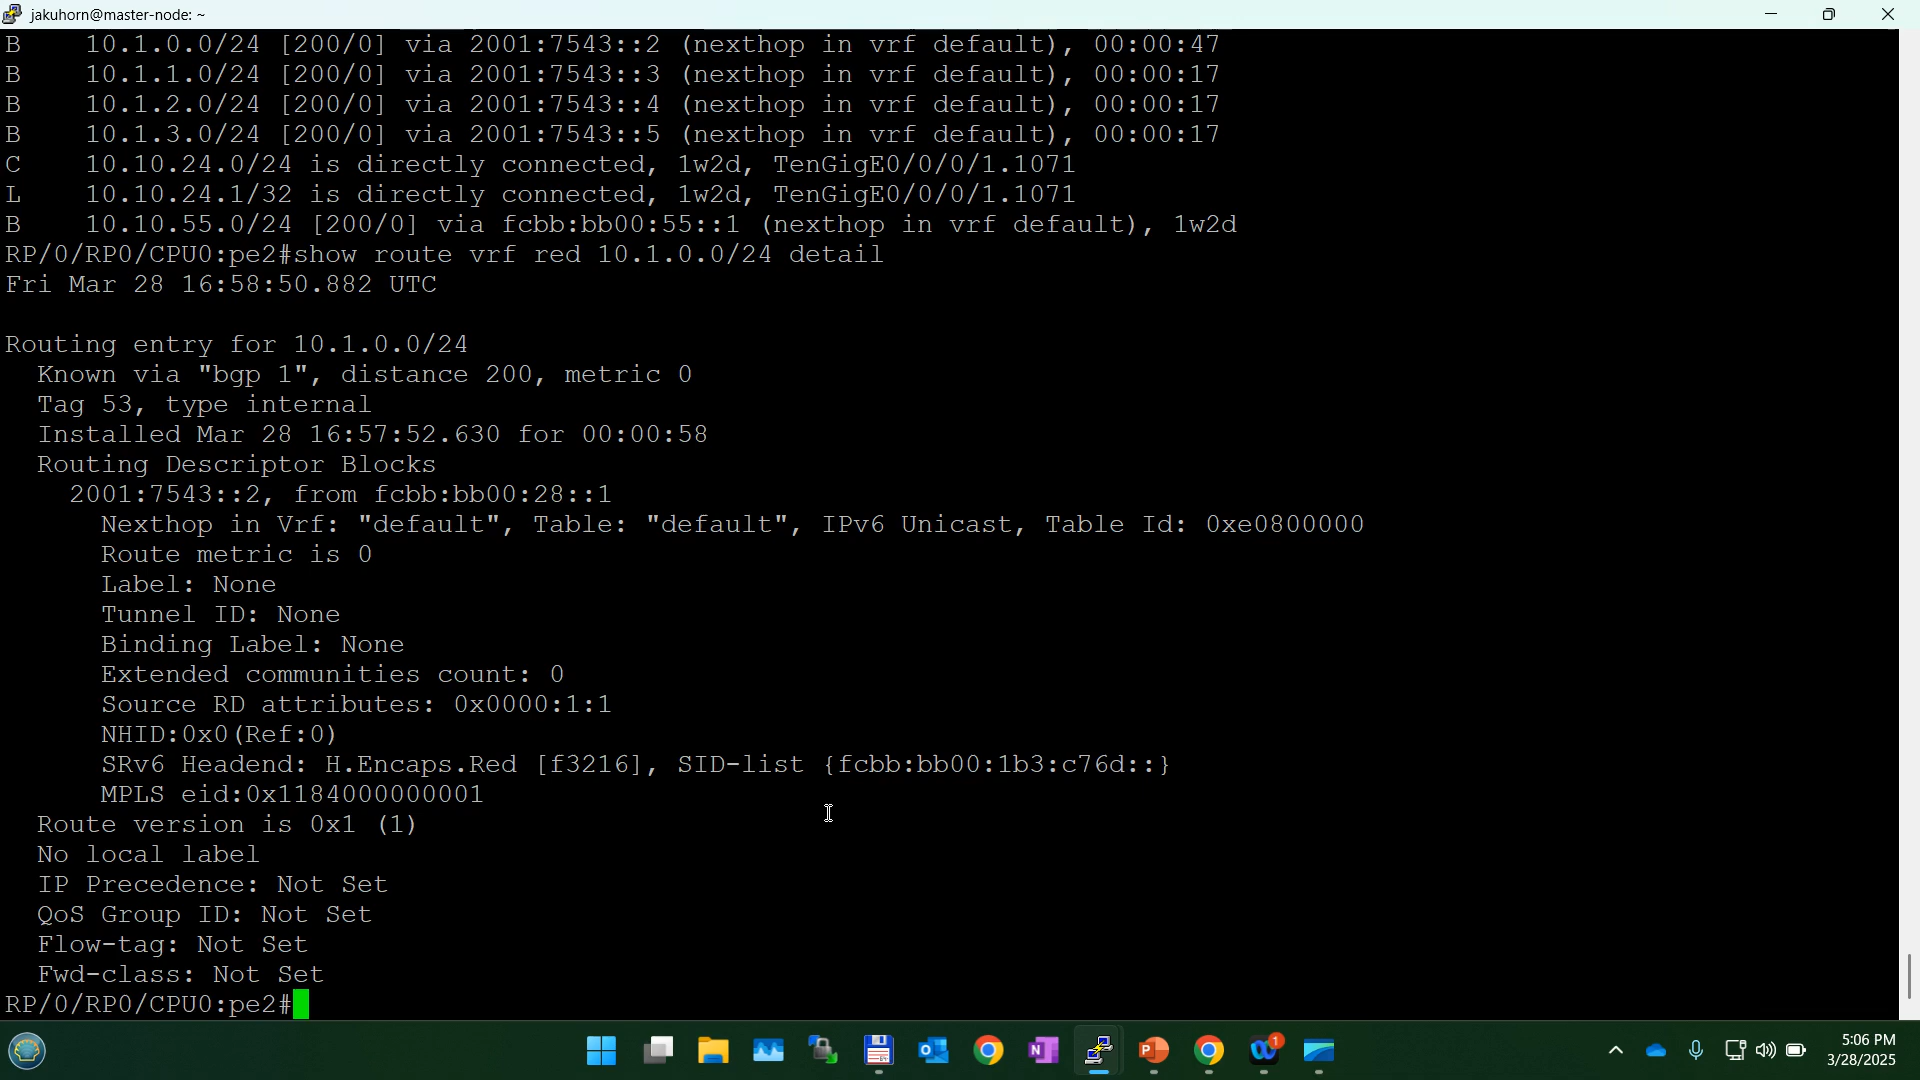 jakuhorn@master-node: ~
B    10.1.0.0/24 [200/0] via 2001:7543::2 (nexthop in vrf default), 00:00:47
B    10.1.1.0/24 [200/0] via 2001:7543::3 (nexthop in vrf default), 00:00:17
B    10.1.2.0/24 [200/0] via 2001:7543::4 (nexthop in vrf default), 00:00:17
B    10.1.3.0/24 [200/0] via 2001:7543::5 (nexthop in vrf default), 00:00:17
C    10.10.24.0/24 is directly connected, 1w2d, TenGigE0/0/0/1.1071
L    10.10.24.1/32 is directly connected, 1w2d, TenGigE0/0/0/1.1071
B    10.10.55.0/24 [200/0] via fcbb:bb00:55::1 (nexthop in vrf default), 1w2d
RP/0/RP0/CPU0:pe2#show route vrf red 10.1.0.0/24 detail
Fri Mar 28 16:58:50.882 UTC
Routing entry for 10.1.0.0/24
  Known via "bgp 1", distance 200, metric 0
  Tag 53, type internal
  Installed Mar 28 16:57:52.630 for 00:00:58
  Routing Descriptor Blocks
    2001:7543::2, from fcbb:bb00:28::1
      Nexthop in Vrf: "default", Table: "default", IPv6 Unicast, Table Id: 0xe0800000
      Route metric is 0
      Label: None
      Tunnel ID: None
      Binding Label: None
      Extended communities count: 0
      Source RD attributes: 0x0000:1:1
      NHID:0x0(Ref:0)
      SRv6 Headend: H.Encaps.Red [f3216], SID-list {fcbb:bb00:1b3:c76d::}
      MPLS eid:0x1184000000001
  Route version is 0x1 (1)
  No local label
  IP Precedence: Not Set
  QoS Group ID: Not Set
  Flow-tag: Not Set
  Fwd-class: Not Set
RP/0/RP0/CPU0:pe2#
5:06 PM
3/28/2025